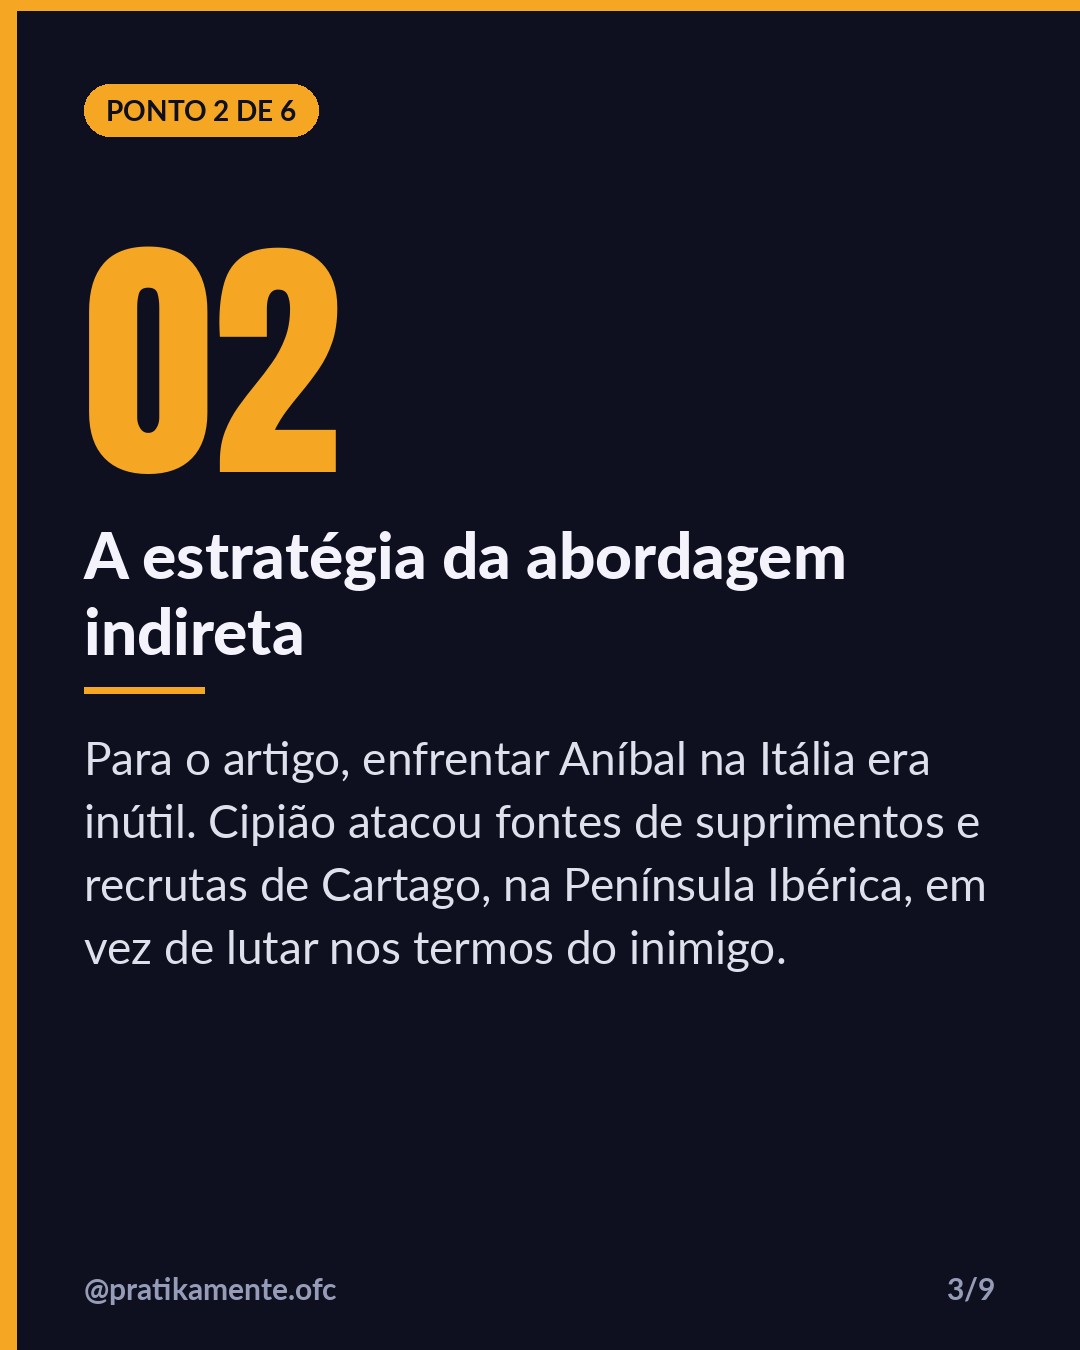 PONTO 2 DE 6
02
A estratégia da abordagem
indireta
Para o artigo, enfrentar Aníbal na Itália era
inútil. Cipião atacou fontes de suprimentos e
recrutas de Cartago, na Península Ibérica, em
vez de lutar nos termos do inimigo.
@pratikamente.ofc
3/9